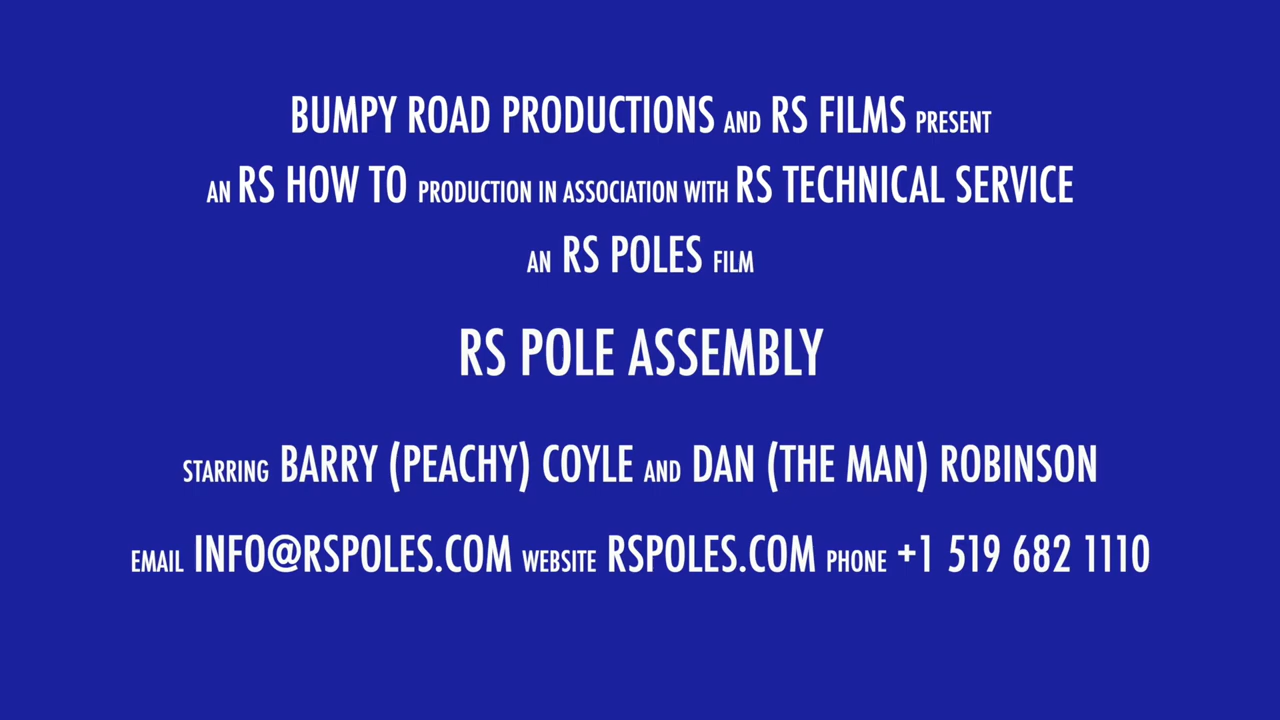 BUMPY ROAD PRODUCTIONS AND RS FILMS PRESENT
AN RS HOW TO PRODUCTION IN ASSOCIATION WITH RS TECHNICAL SERVICE
AN RS POLES FILM
RS POLE ASSEMBLY
STARRING BARRY (PEACHY) COYLE AND DAN (THE MAN) ROBINSON
EMAIL INFO@RSPOLES.COM WEBSITE RSPOLES.COM PHONE +1 519 682 1110